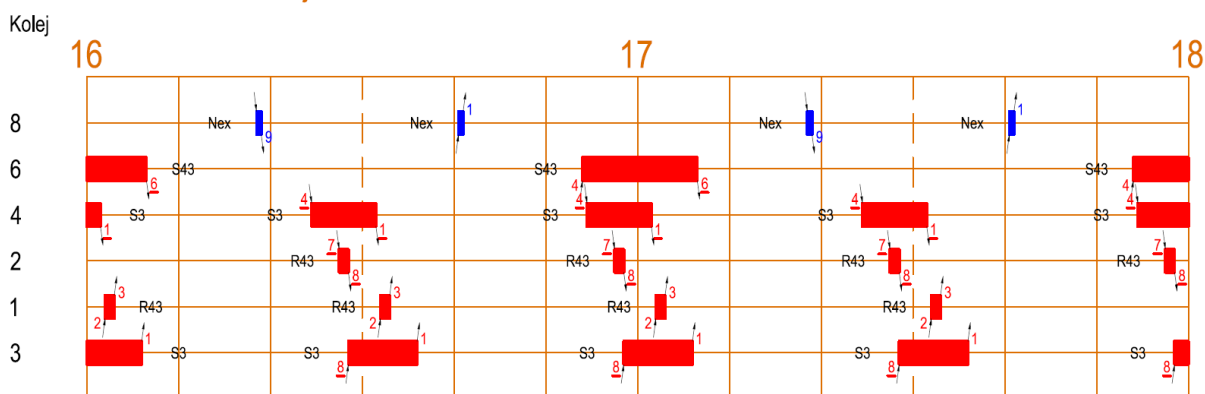 Kolej
16 17 18
8 Nex 9 Nex 1 Nex 9 Nex 1
6 S43 6 S43 4 6 S43 4
4 1 S3 S3 4 1 S3 4 1 S3 4 1 S3 4
2 R43 7 8 R43 7 8 R43 7 8 R43 7 8
1 2 3 R43 R43 2 3 2 3 R43 R43 2 3
3 1 S3 S3 8 1 S3 8 1 S3 8 1 S3 8